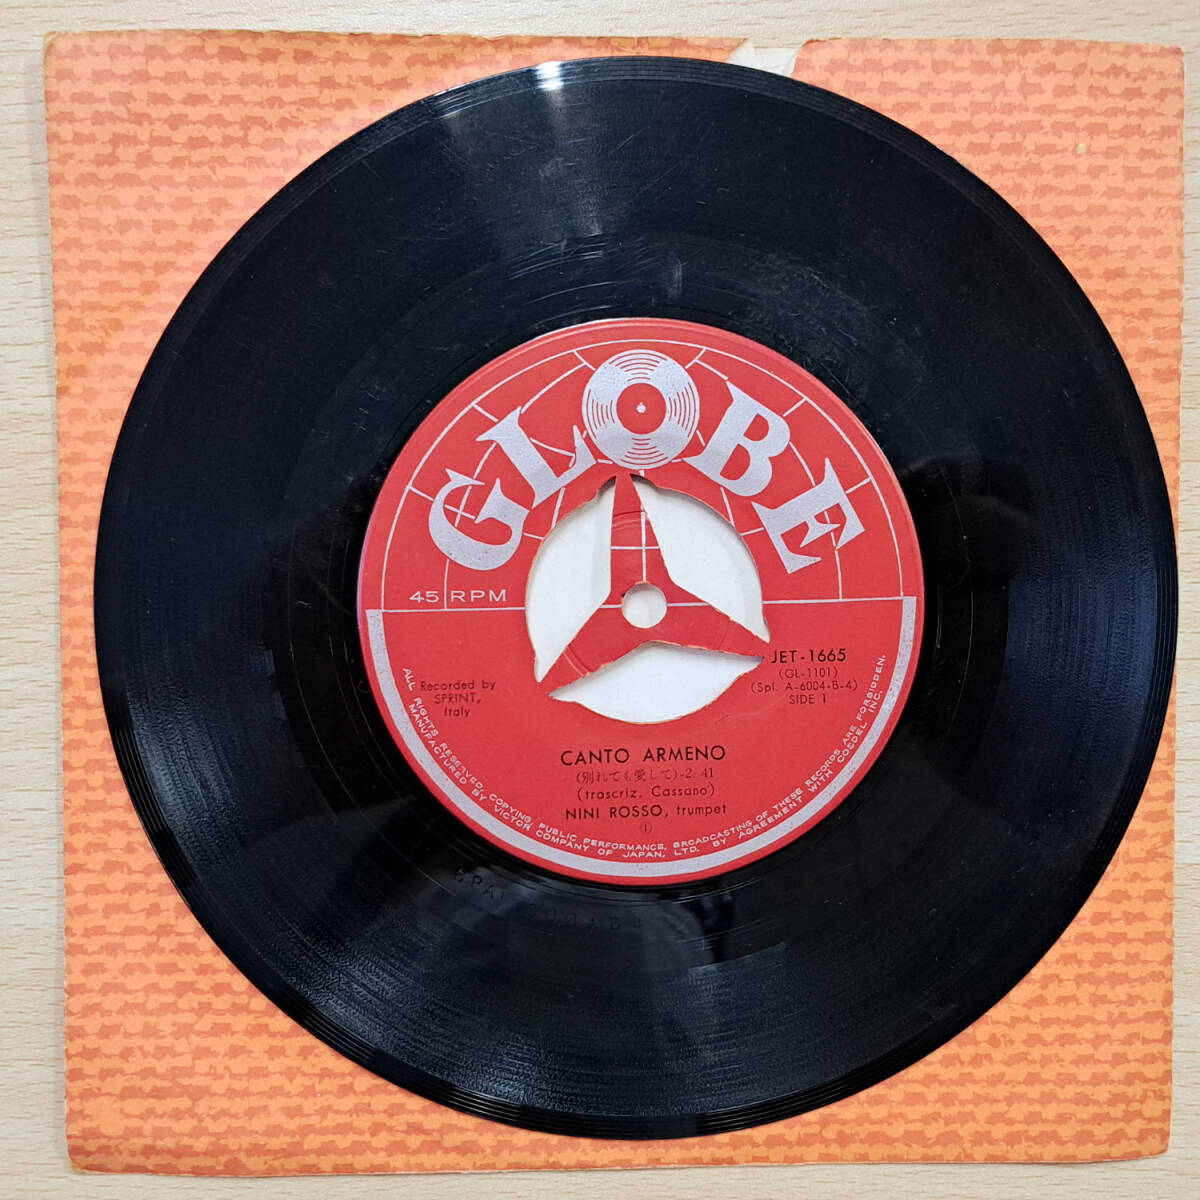 GLOBE
45 RPM
JET-1665
(GL-1101)
(Spl. A-6004-B-4)
SIDE 1
Recorded by
SPRINT,
Italy
CANTO ARMENO
(別れても愛して)-2: 41
(trascriz. Cassano)
NINI ROSSO, trumpet
①
ALL RIGHTS RESERVED, COPYING, PUBLIC PERFORMANCE, BROADCASTING OF THESE RECORDS ARE FORBIDDEN.
MANUFACTURED BY VICTOR COMPANY OF JAPAN, LTD. BY AGREEMENT WITH COEDEL INC.